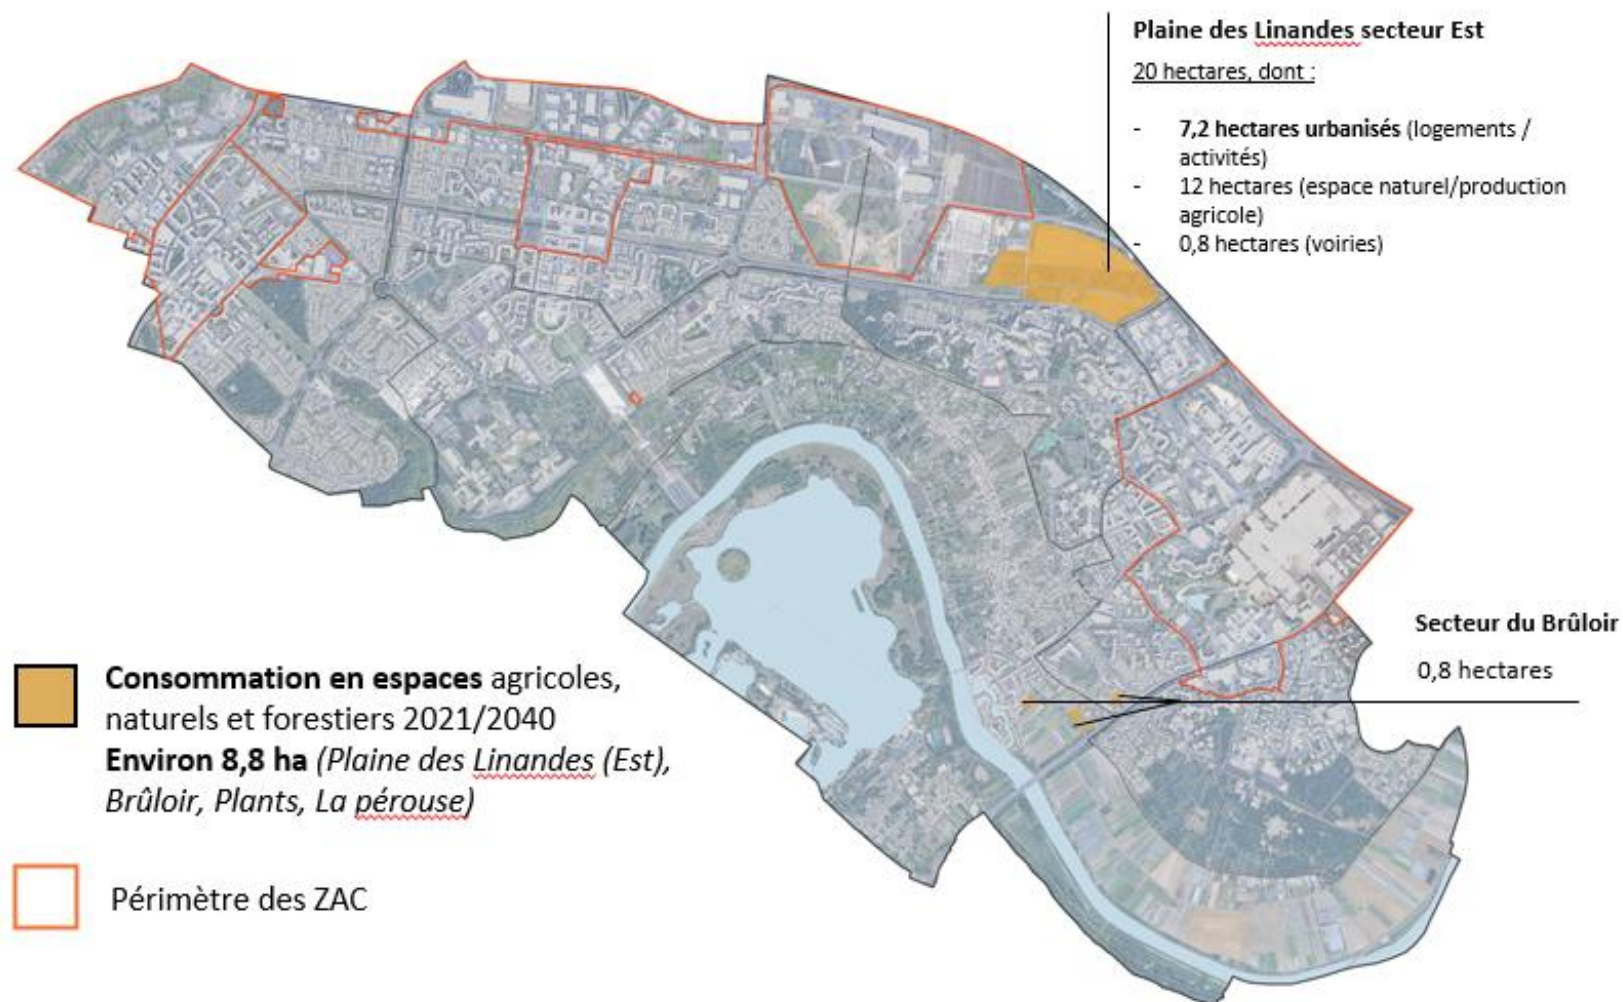 Plaine des Linandes secteur Est
20 hectares, dont :
- 7,2 hectares urbanisés (logements /
activités)
- 12 hectares (espace naturel/production
agricole)
- 0,8 hectares (voiries)
Secteur du Brûloir
0,8 hectares
Consommation en espaces agricoles,
naturels et forestiers 2021/2040
Environ 8,8 ha (Plaine des Linandes (Est),
Brûloir, Plants, La pérouse)
Périmètre des ZAC